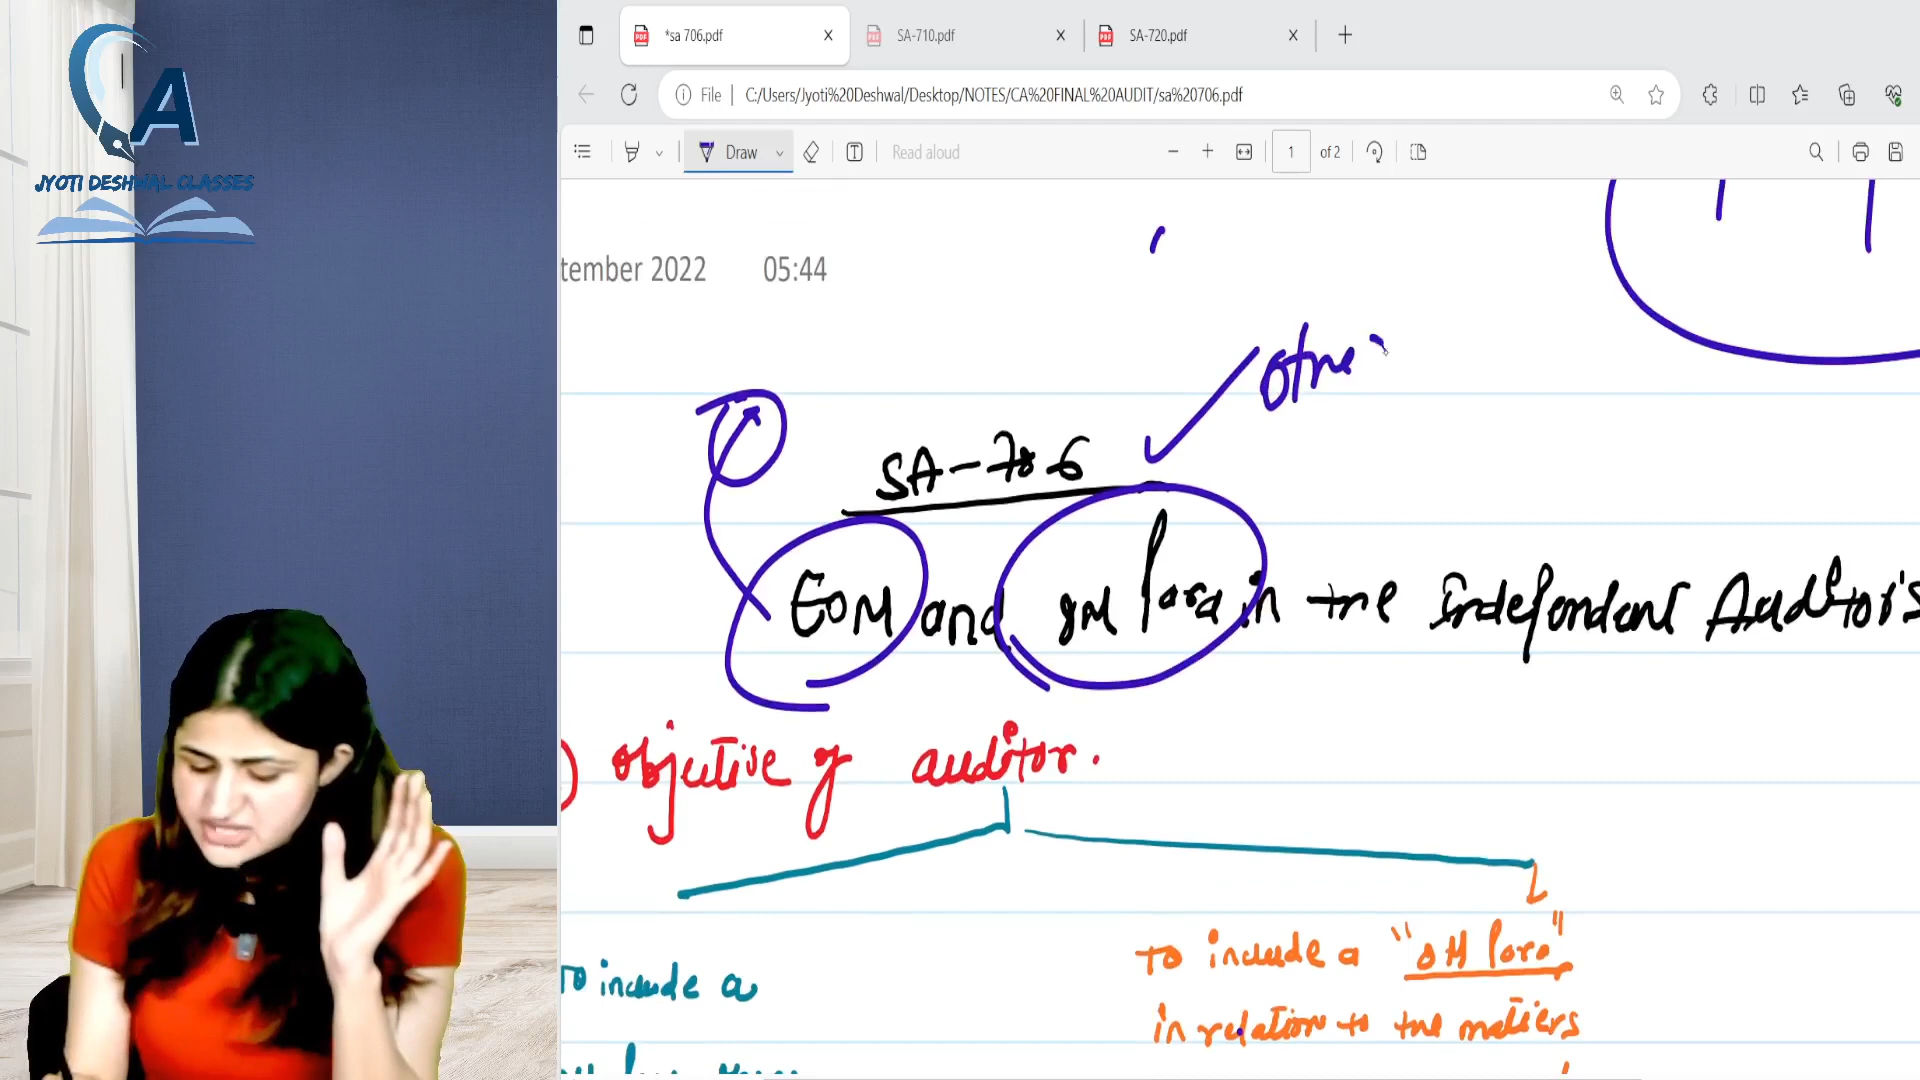 CA
JYOTI DESHWAL CLASSES
*sa 706.pdf
SA-710.pdf
SA-720.pdf
File
C:/Users/Jyoti%20Deshwal/Desktop/NOTES/CA%20FINAL%20AUDIT/sa%20706.pdf
Draw
Read aloud
1 of 2
tember 2022 05:44
othe
SA-706
EOM and OM Para in the Independent Auditor's
) objective of auditor.
To include a
To include a "OM Para"
in relation to the matters